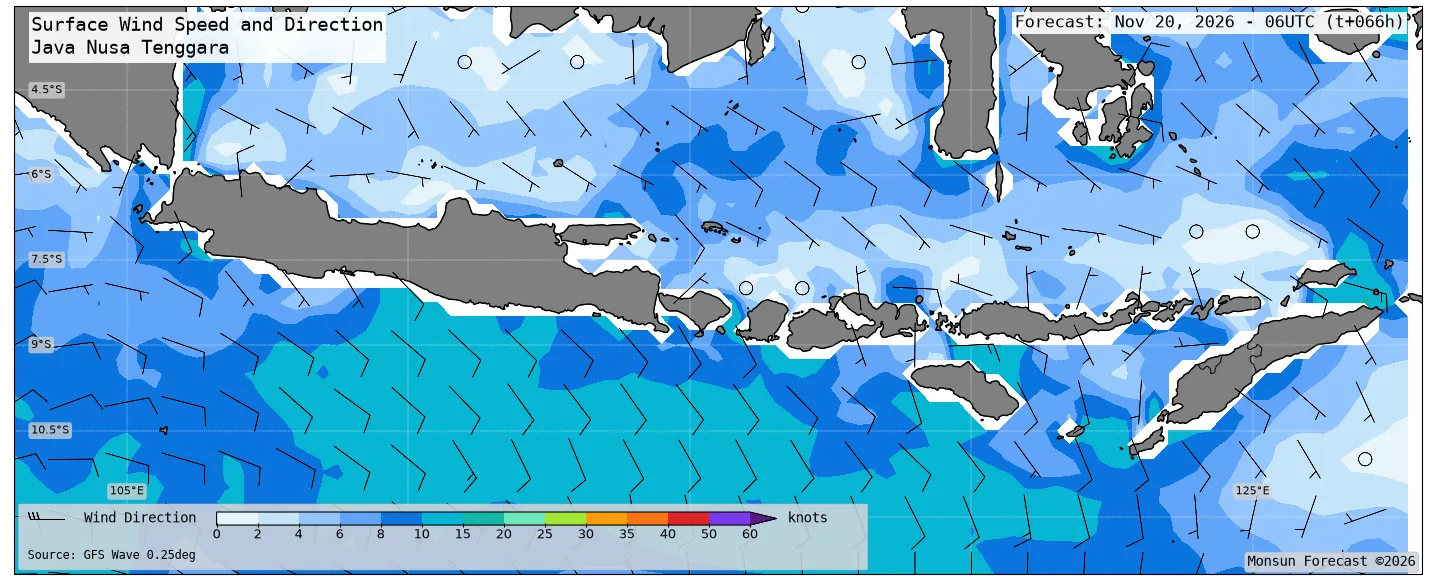 Surface Wind Speed and Direction
Java Nusa Tenggara
Forecast: Nov 20, 2026 - 06UTC (t+066h)
4.5°S
6°S
7.5°S
9°S
10.5°S
105°E
125°E
Wind Direction
0 2 4 6 8 10 15 20 25 30 35 40 50 60
knots
Source: GFS Wave 0.25deg
Monsun Forecast ©2026